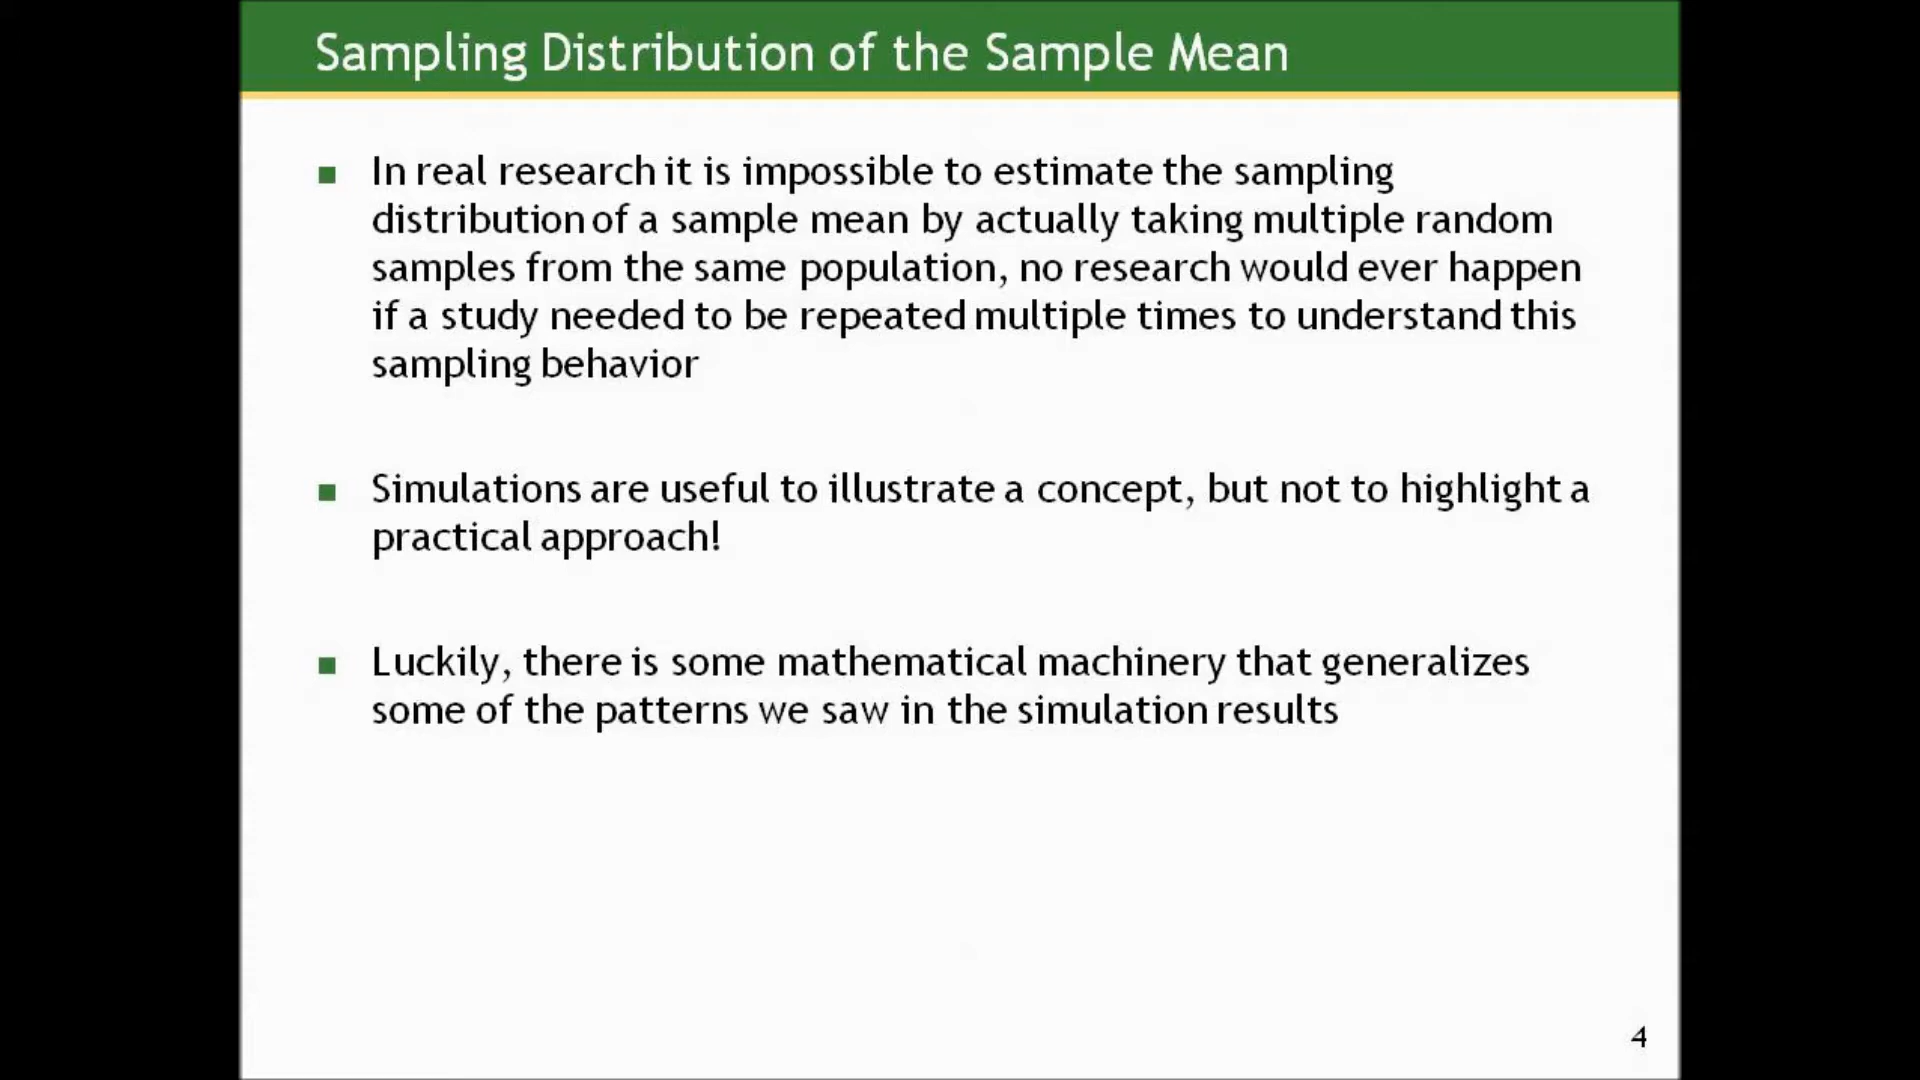 Sampling Distribution of the Sample Mean
In real research it is impossible to estimate the sampling
distribution of a sample mean by actually taking multiple random
samples from the same population, no research would ever happen
if a study needed to be repeated multiple times to understand this
sampling behavior
Simulations are useful to illustrate a concept, but not to highlight a
practical approach!
Luckily, there is some mathematical machinery that generalizes
some of the patterns we saw in the simulation results
4